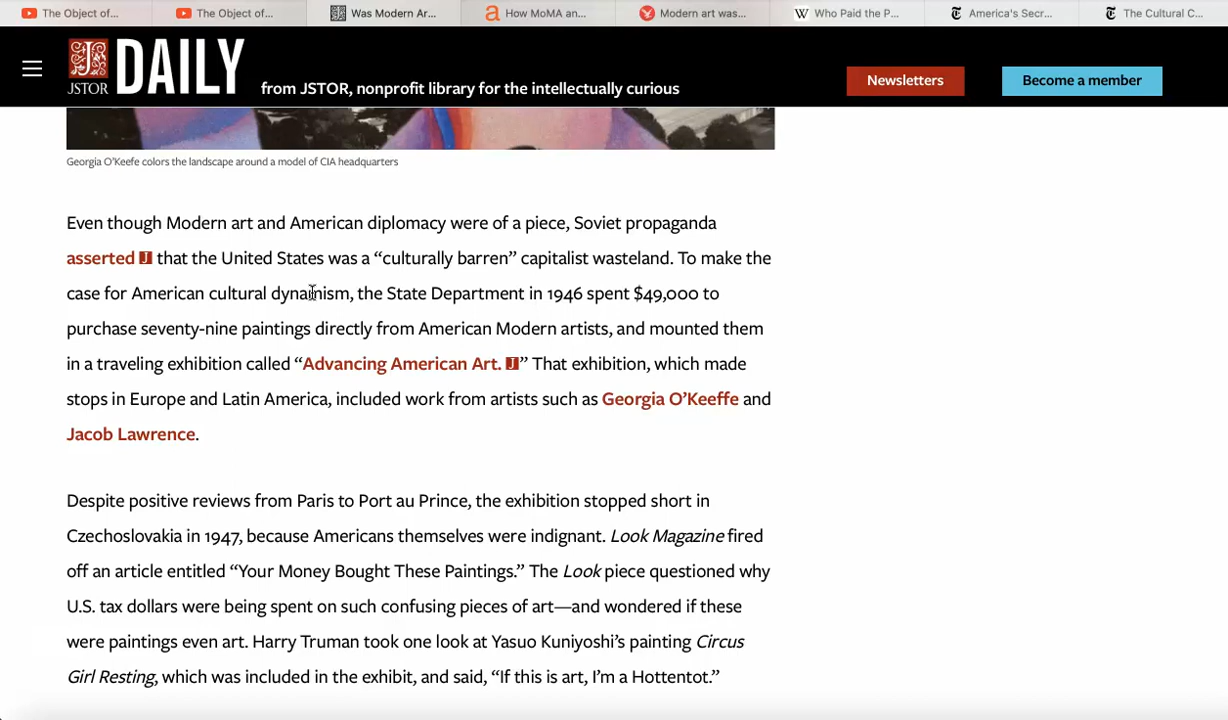 The Object of...
The Object of...
Was Modern Ar...
How MoMA an...
Modern art was...
Who Paid the P...
America's Secr...
The Cultural C...
JSTOR DAILY from JSTOR, nonprofit library for the intellectually curious
Newsletters
Become a member
Georgia O'Keefe colors the landscape around a model of CIA headquarters
Even though Modern art and American diplomacy were of a piece, Soviet propaganda
asserted J that the United States was a “culturally barren” capitalist wasteland. To make the
case for American cultural dynamism, the State Department in 1946 spent $49,000 to
purchase seventy-nine paintings directly from American Modern artists, and mounted them
in a traveling exhibition called “Advancing American Art. J” That exhibition, which made
stops in Europe and Latin America, included work from artists such as Georgia O’Keeffe and
Jacob Lawrence.
Despite positive reviews from Paris to Port au Prince, the exhibition stopped short in
Czechoslovakia in 1947, because Americans themselves were indignant. Look Magazine fired
off an article entitled “Your Money Bought These Paintings.” The Look piece questioned why
U.S. tax dollars were being spent on such confusing pieces of art—and wondered if these
were paintings even art. Harry Truman took one look at Yasuo Kuniyoshi’s painting Circus
Girl Resting, which was included in the exhibit, and said, “If this is art, I’m a Hottentot.”